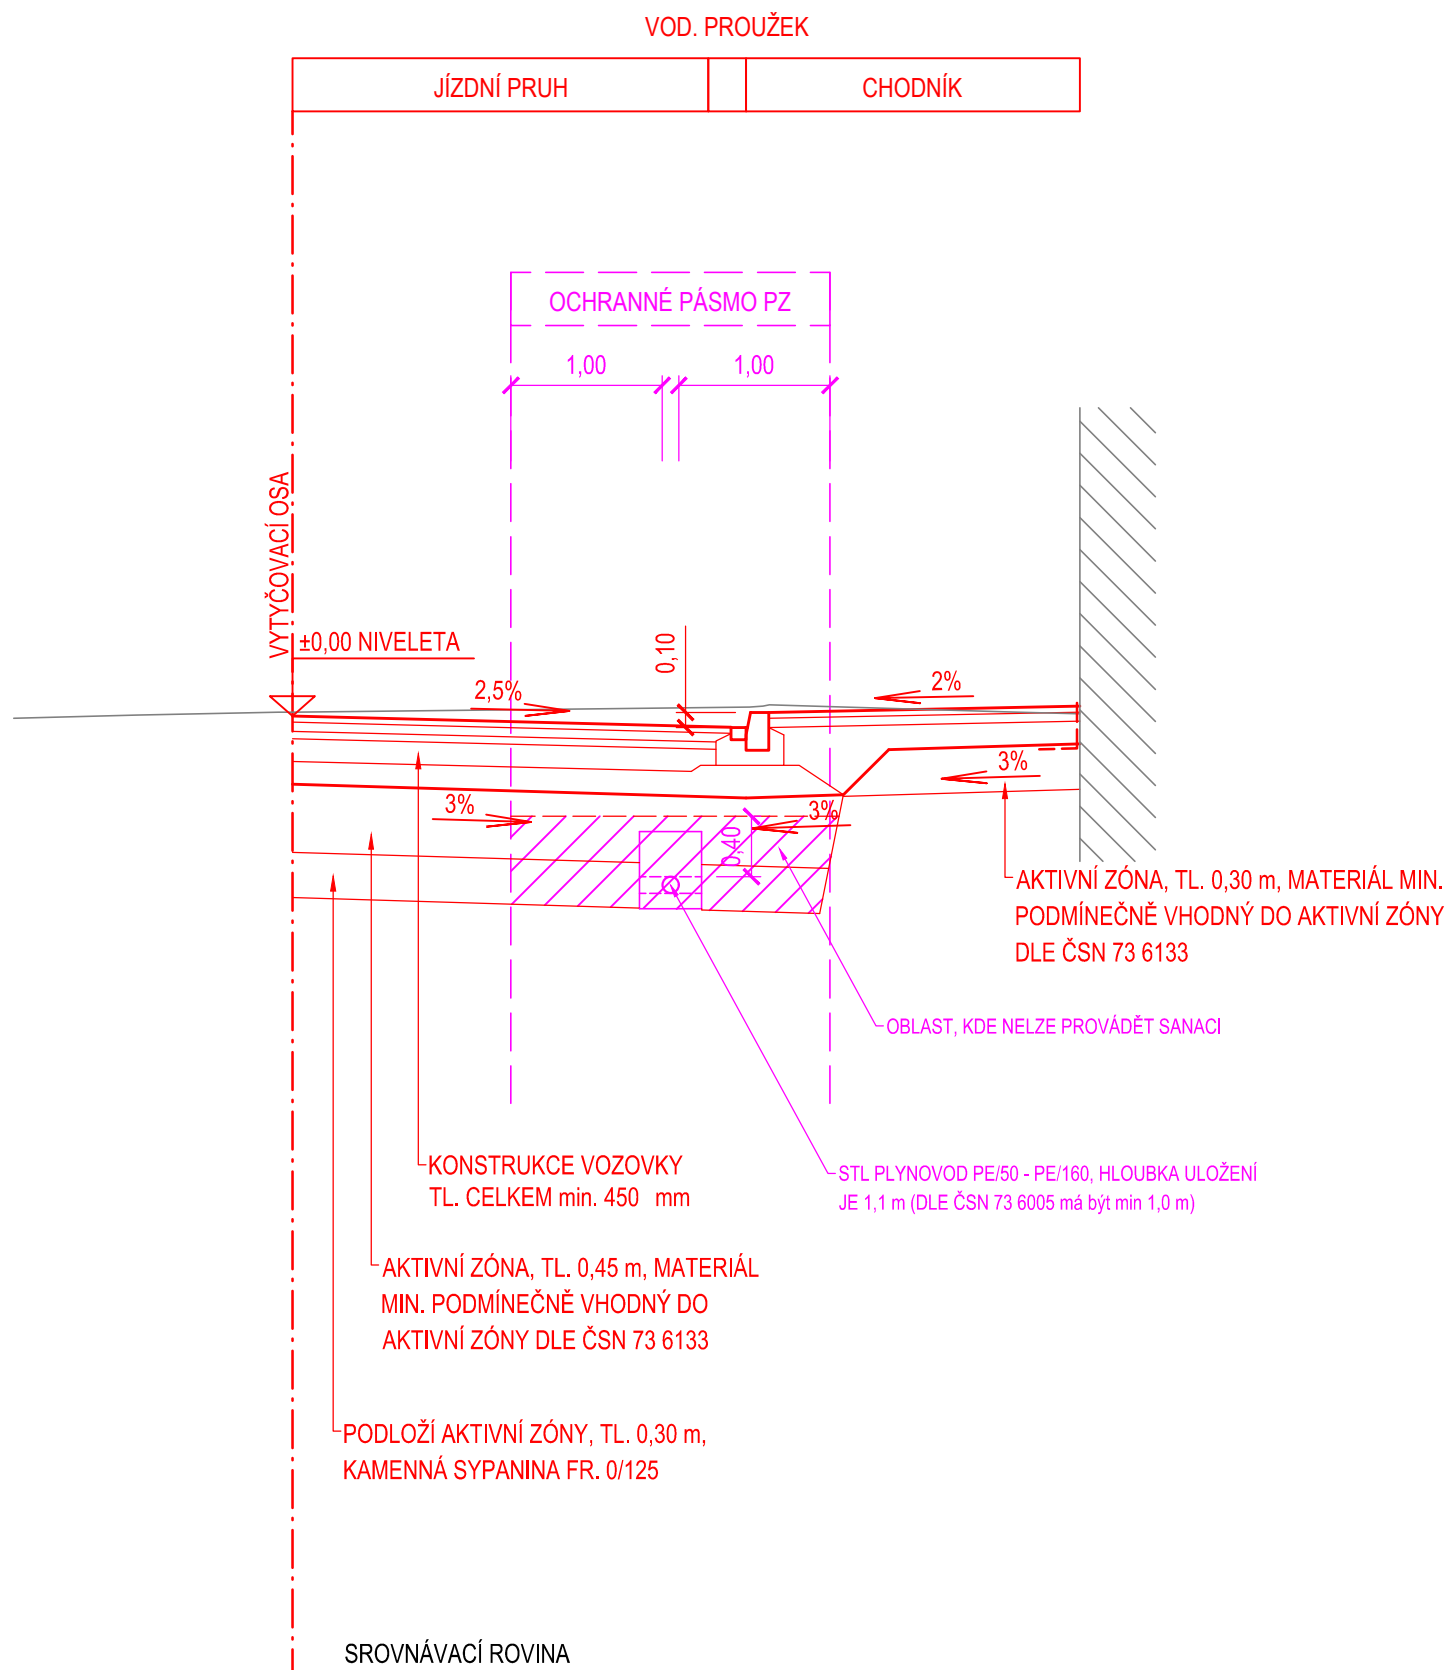 VOD. PROUŽEK
JÍZDNÍ PRUH
CHODNÍK
OCHRANNÉ PÁSMO PZ
1,00
1,00
VYTYČOVACÍ OSA
±0,00 NIVELETA
0,10
2,5%
2%
3%
3%
3%
0,40
AKTIVNÍ ZÓNA, TL. 0,30 m, MATERIÁL MIN.
PODMÍNEČNĚ VHODNÝ DO AKTIVNÍ ZÓNY
DLE ČSN 73 6133
OBLAST, KDE NELZE PROVÁDĚT SANACI
KONSTRUKCE VOZOVKY
TL. CELKEM min. 450 mm
STL PLYNOVOD PE/50 - PE/160, HLOUBKA ULOŽENÍ
JE 1,1 m (DLE ČSN 73 6005 má být min 1,0 m)
AKTIVNÍ ZÓNA, TL. 0,45 m, MATERIÁL
MIN. PODMÍNEČNĚ VHODNÝ DO
AKTIVNÍ ZÓNY DLE ČSN 73 6133
PODLOŽÍ AKTIVNÍ ZÓNY, TL. 0,30 m,
KAMENNÁ SYPANINA FR. 0/125
SROVNÁVACÍ ROVINA